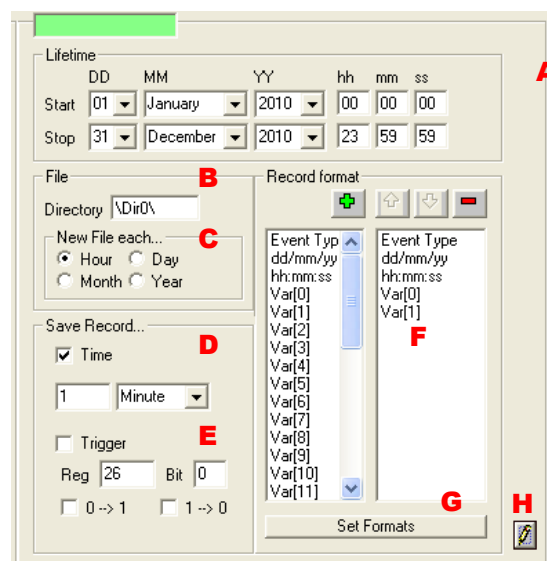 A
Lifetime
DD MM YY hh mm ss
Start 01 January 2010 00 00 00
Stop 31 December 2010 23 59 59
File B
Directory \Dir0\
New File each... C
Hour Day
Month Year
Record format
Event Typ
dd/mm/yy
hh:mm:ss
Var[0]
Var[1]
Var[2]
Var[3]
Var[4]
Var[5]
Var[6]
Var[7]
Var[8]
Var[9]
Var[10]
Var[11]
Event Type
dd/mm/yy
hh:mm:ss
Var[0]
Var[1]
F
Save Record... D
Time
1 Minute
E
Trigger
Reg 26 Bit 0
0 --> 1 1 --> 0
G
Set Formats
H